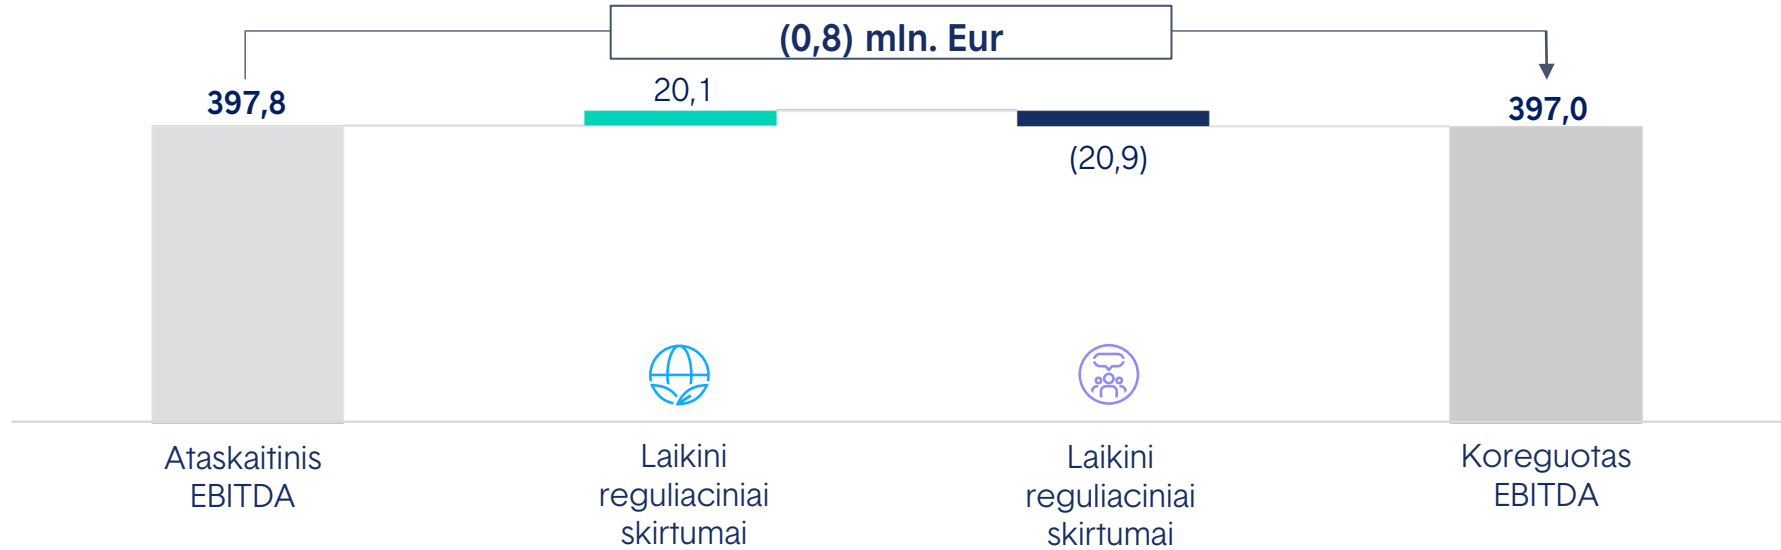 (0,8) mln. Eur
397,8
20,1
(20,9)
397,0
Ataskaitinis
EBITDA
Laikini
reguliaciniai
skirtumai
Laikini
reguliaciniai
skirtumai
Koreguotas
EBITDA